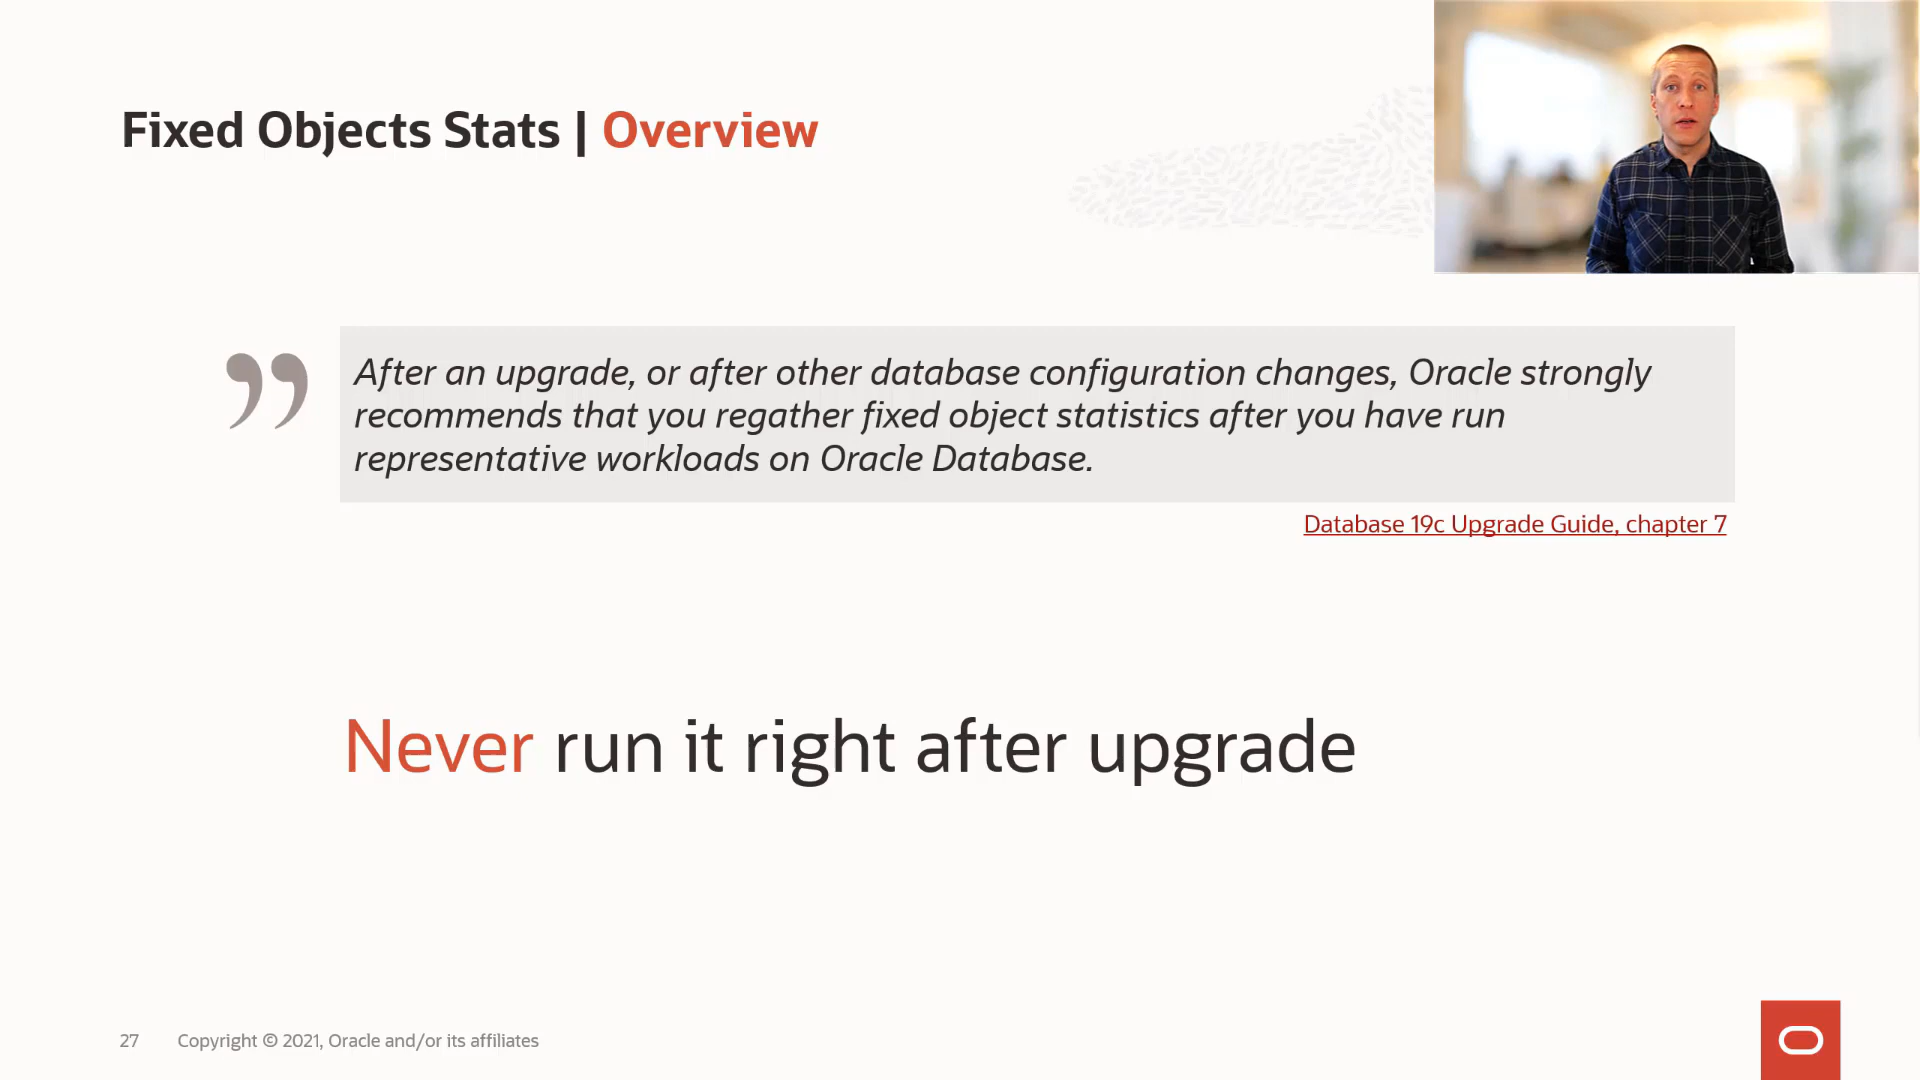 Fixed Objects Stats | Overview
” After an upgrade, or after other database configuration changes, Oracle strongly
recommends that you regather fixed object statistics after you have run
representative workloads on Oracle Database.
Database 19c Upgrade Guide, chapter 7
Never run it right after upgrade
27 Copyright © 2021, Oracle and/or its affiliates